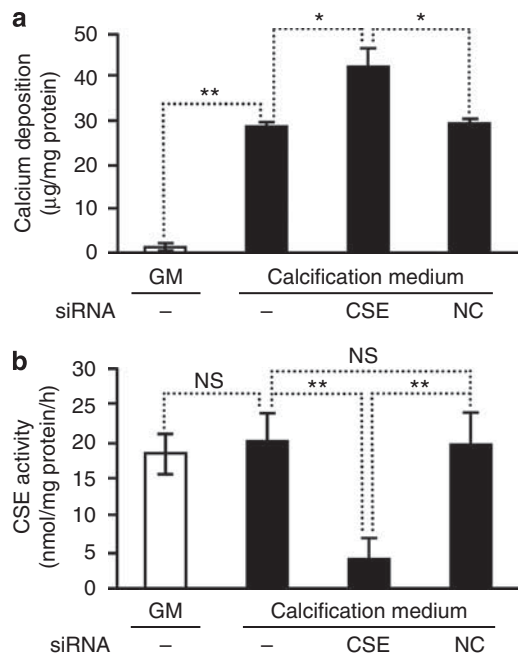 a
Calcium deposition
(μg/mg protein)
50
40
30
20
10
0
**
*
*
GM
Calcification medium
siRNA – – CSE NC
b
CSE activity
(nmol/mg protein/h)
30
25
20
15
10
5
0
NS
NS
**
**
GM
Calcification medium
siRNA – – CSE NC